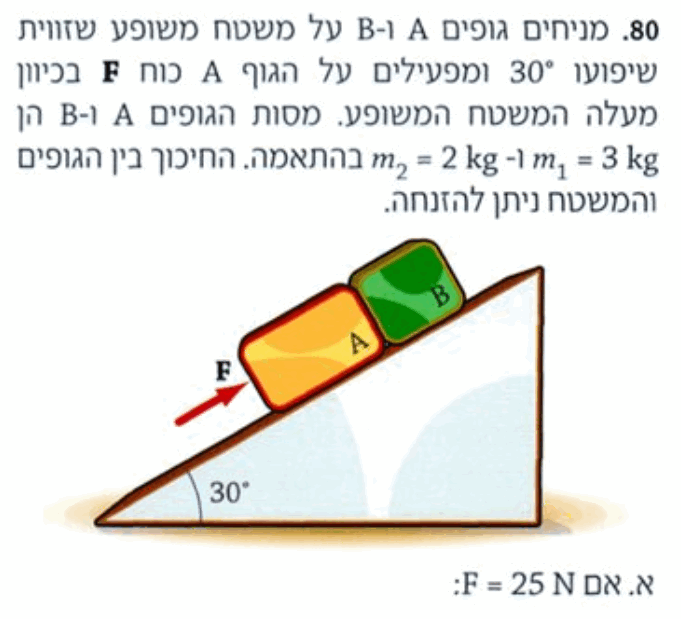 80. מניחים גופים A ו-B על משטח משופע שזווית
שיפועו 30° ומפעילים על הגוף A כוח F בכיוון
מעלה המשטח המשופע. מסות הגופים A ו-B הן
m₁ = 3 kg ו- m₂ = 2 kg בהתאמה. החיכוך בין הגופים
והמשטח ניתן להזנחה.
B
A
F
30°
א. אם F = 25 N: